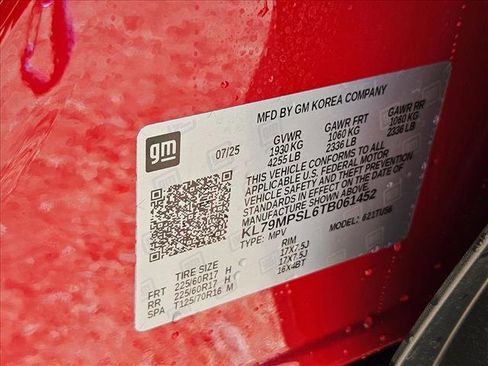 MFD BY GM KOREA COMPANY
gm
07/25
GVWR GAWR FRT GAWR RR
1930 KG 1060 KG 1060 KG
4255 LB 2336 LB 2336 LB
THIS VEHICLE CONFORMS TO ALL
APPLICABLE U.S. FEDERAL MOTOR
VEHICLE SAFETY AND THEFT PREVENTION
STANDARDS IN EFFECT ON THE DATE OF
MANUFACTURE SHOWN ABOVE.
KL79MPSL6TB061452
TYPE: MPV MODEL:
TIRE SIZE RIM
FRT 225/60R17 H 17X7.5J
RR 225/60R17 H 17X7.5J
SPA T125/70R16 M 16X4BT